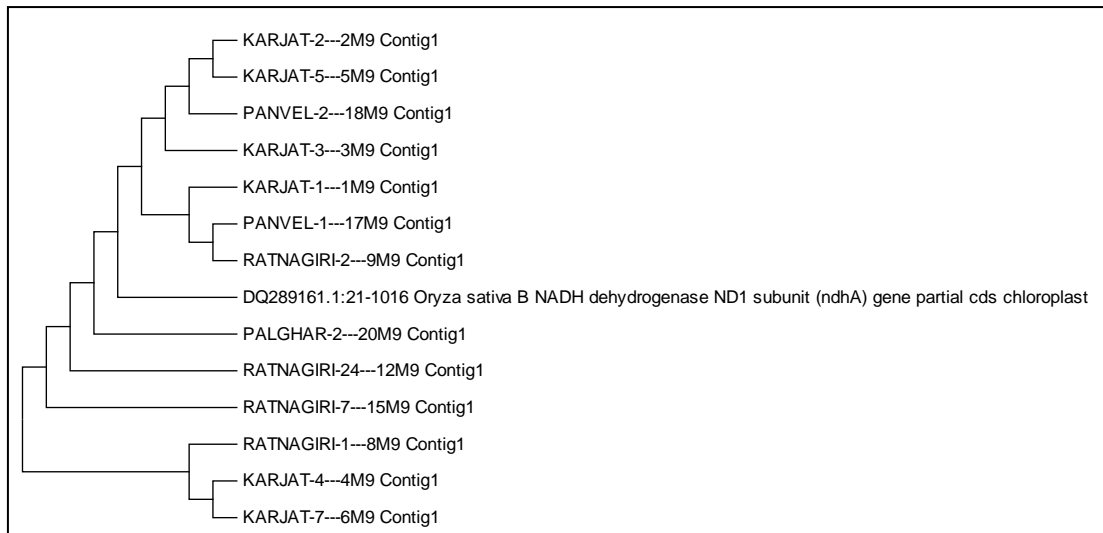 KARJAT-2---2M9 Contig1
KARJAT-5---5M9 Contig1
PANVEL-2---18M9 Contig1
KARJAT-3---3M9 Contig1
KARJAT-1---1M9 Contig1
PANVEL-1---17M9 Contig1
RATNAGIRI-2---9M9 Contig1
DQ289161.1:21-1016 Oryza sativa B NADH dehydrogenase ND1 subunit (ndhA) gene partial cds chloroplast
PALGHAR-2---20M9 Contig1
RATNAGIRI-24---12M9 Contig1
RATNAGIRI-7---15M9 Contig1
RATNAGIRI-1---8M9 Contig1
KARJAT-4---4M9 Contig1
KARJAT-7---6M9 Contig1